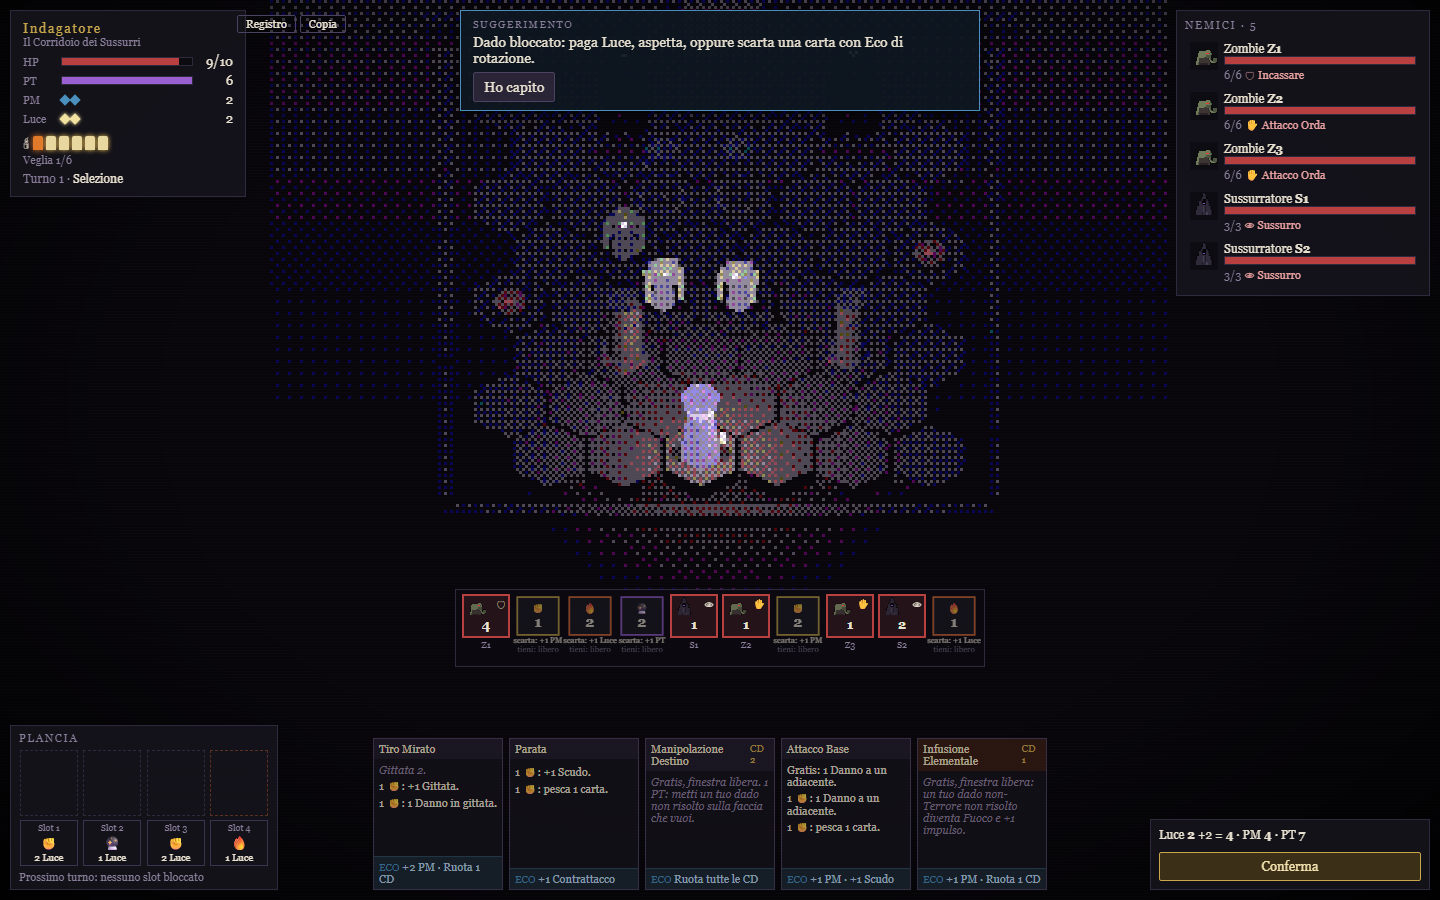 Indagatore
Il Corridoio dei Sussurri
HP 9/10
PT 6
PM 2
Luce 2
Veglia 1/6
Turno 1 · Selezione
Registro
Copia
SUGGERIMENTO
Dado bloccato: paga Luce, aspetta, oppure scarta una carta con Eco di
rotazione.
Ho capito
NEMICI · 5
Zombie Z1
6/6 Incassare
Zombie Z2
6/6 Attacco Orda
Zombie Z3
6/6 Attacco Orda
Sussurratore S1
3/3 Sussurro
Sussurratore S2
3/3 Sussurro
4 1 2 2 1 1 2 1 2 1
scarta: +1 PM scarta: +1 Luce scarta: +1 PT scarta: +1 PM scarta: +1 Luce
Z1 tieni: libero tieni: libero tieni: libero S1 Z2 tieni: libero Z3 S2 tieni: libero
PLANCIA
Slot 1
2 Luce
Slot 2
1 Luce
Slot 3
2 Luce
Slot 4
1 Luce
Prossimo turno: nessuno slot bloccato
Tiro Mirato
Gittata 2.
1 : +1 Gittata.
1 : 1 Danno in gittata.
ECO +2 PM · Ruota 1
CD
Parata
1 : +1 Scudo.
1 : pesca 1 carta.
ECO +1 Contrattacco
Manipolazione
Destino
CD
2
Gratis, finestra libera. 1
PT: metti un tuo dado
non risolto sulla faccia
che vuoi.
ECO Ruota tutte le CD
Attacco Base
Gratis: 1 Danno a un
adiacente.
1 : 1 Danno a un
adiacente.
1 : pesca 1 carta.
ECO +1 PM · +1 Scudo
Infusione
Elementale
CD
1
Gratis, finestra libera:
un tuo dado non-
Terrore non risolto
diventa Fuoco e +1
impulso.
ECO +1 PM · Ruota 1 CD
Luce 2 +2 = 4 · PM 4 · PT 7
Conferma